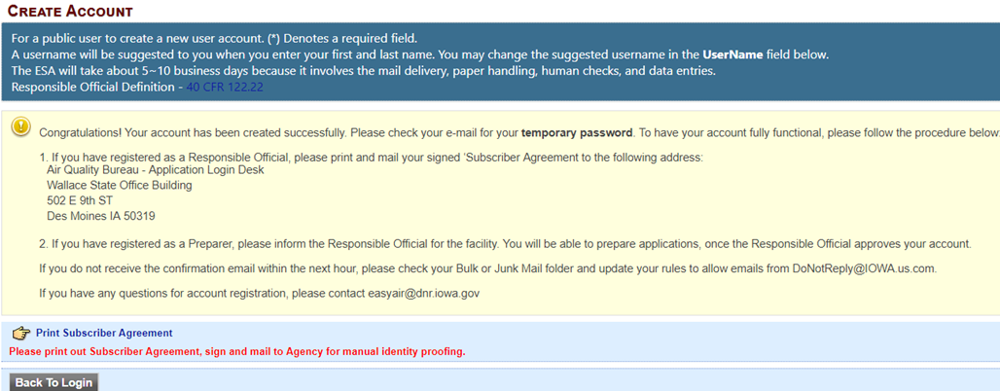 CREATE ACCOUNT
For a public user to create a new user account. (*) Denotes a required field.
A username will be suggested to you when you enter your first and last name. You may change the suggested username in the UserName field below.
The ESA will take about 5~10 business days because it involves the mail delivery, paper handling, human checks, and data entries.
Responsible Official Definition - 40 CFR 122.22
Congratulations! Your account has been created successfully. Please check your e-mail for your temporary password. To have your account fully functional, please follow the procedure below:
1. If you have registered as a Responsible Official, please print and mail your signed 'Subscriber Agreement to the following address:
Air Quality Bureau - Application Login Desk
Wallace State Office Building
502 E 9th ST
Des Moines IA 50319
2. If you have registered as a Preparer, please inform the Responsible Official for the facility. You will be able to prepare applications, once the Responsible Official approves your account.
If you do not receive the confirmation email within the next hour, please check your Bulk or Junk Mail folder and update your rules to allow emails from DoNotReply@IOWA.us.com.
If you have any questions for account registration, please contact easyair@dnr.iowa.gov
Print Subscriber Agreement
Please print out Subscriber Agreement, sign and mail to Agency for manual identity proofing.
Back To Login